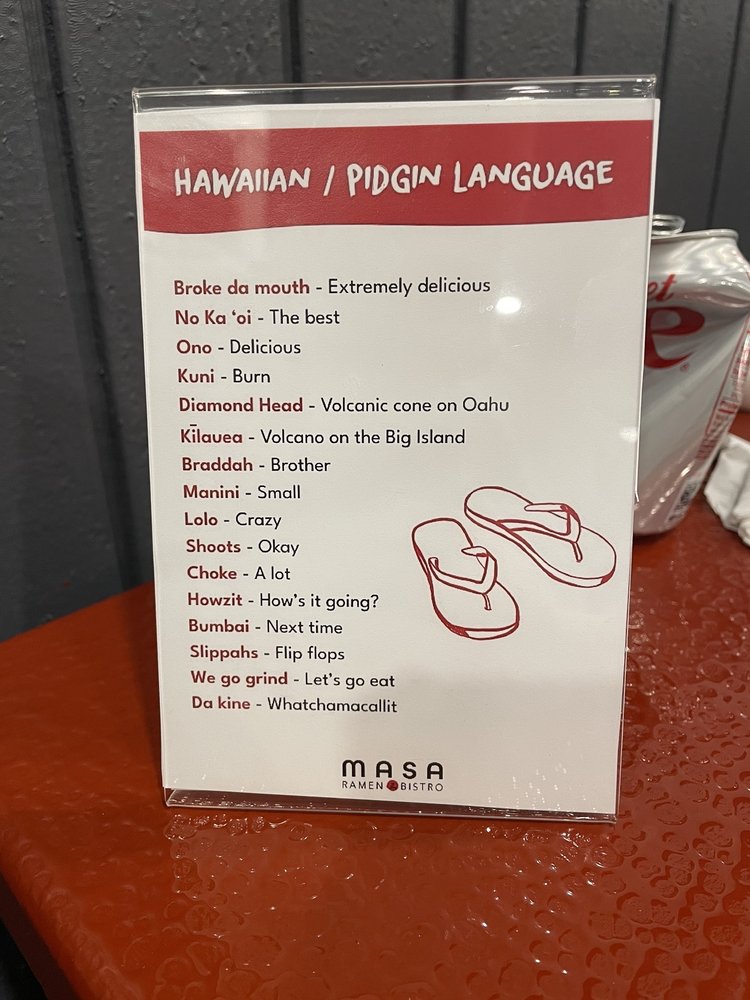 HAWAIIAN / PIDGIN LANGUAGE
Broke da mouth - Extremely delicious
No Ka ‘oi - The best
Ono - Delicious
Kuni - Burn
Diamond Head - Volcanic cone on Oahu
Kīlauea - Volcano on the Big Island
Braddah - Brother
Manini - Small
Lolo - Crazy
Shoots - Okay
Choke - A lot
Howzit - How’s it going?
Bumbai - Next time
Slippahs - Flip flops
We go grind - Let’s go eat
Da kine - Whatchamacallit
MASA
RAMEN BISTRO